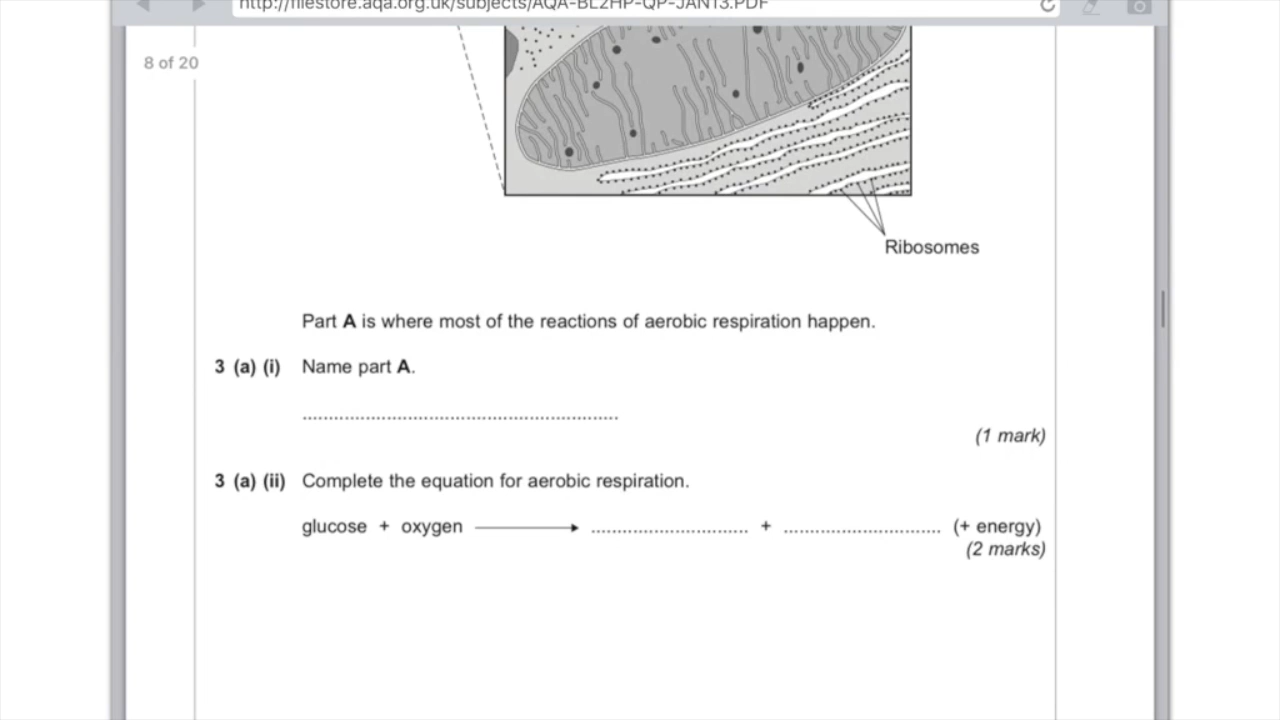 http://filestore.aqa.org.uk/subjects/AQA-BL2HP-QP-JAN13.PDF
8 of 20
Ribosomes
Part A is where most of the reactions of aerobic respiration happen.
3 (a) (i) Name part A.
..............................................................
(1 mark)
3 (a) (ii) Complete the equation for aerobic respiration.
glucose + oxygen ............................... + ............................... (+ energy)
(2 marks)